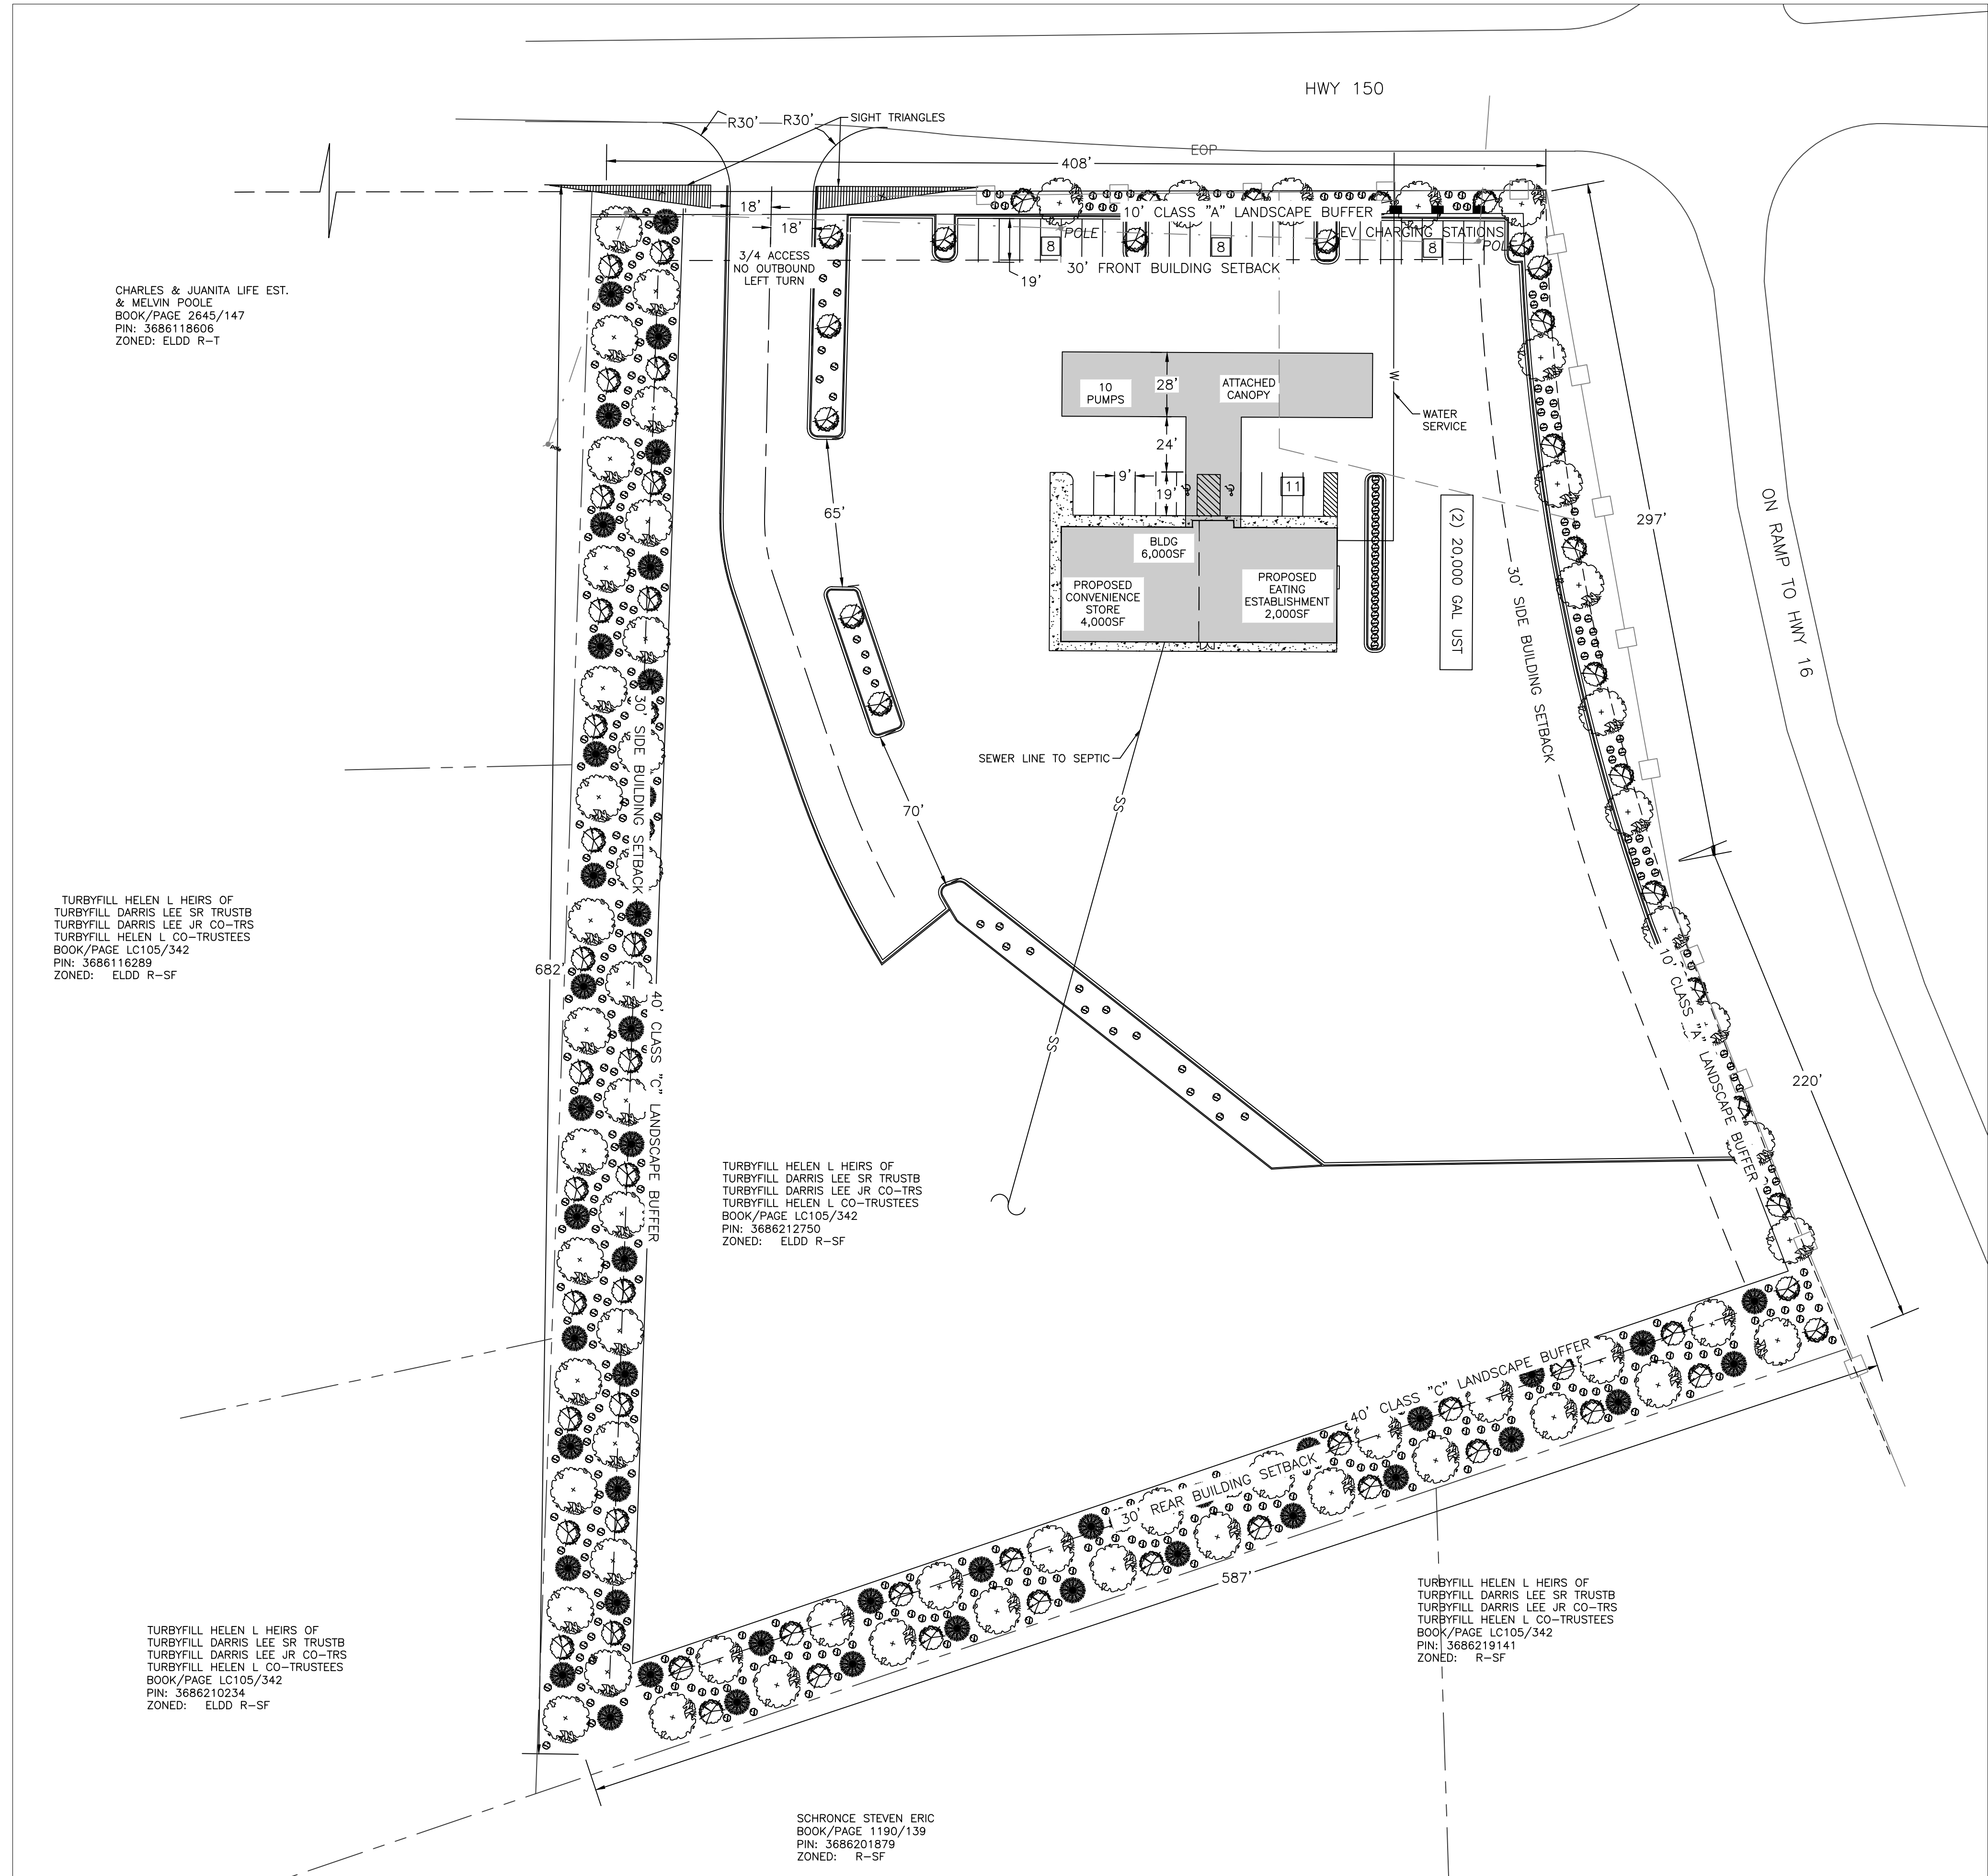 HWY 150
R30'
R30'
SIGHT TRIANGLES
EOP
408'
18'
18'
10' CLASS "A" LANDSCAPE BUFFER
EV CHARGING STATIONS
POLE
POLE
8
8
8
3/4 ACCESS
NO OUTBOUND
LEFT TURN
30' FRONT BUILDING SETBACK
19'
CHARLES & JUANITA LIFE EST.
& MELVIN POOLE
BOOK/PAGE 2645/147
PIN: 3686118606
ZONED: ELDD R-T
10
PUMPS
28'
ATTACHED
CANOPY
W
WATER
SERVICE
24'
pole
9'
19'
11
65'
(2) 20,000 GAL UST
297'
ON RAMP TO HWY 16
BLDG
6,000SF
PROPOSED
CONVENIENCE
STORE
4,000SF
PROPOSED
EATING
ESTABLISHMENT
2,000SF
30' SIDE BUILDING SETBACK
30' SIDE BUILDING SETBACK
SEWER LINE TO SEPTIC
SS
70'
TURBYFILL HELEN L HEIRS OF
TURBYFILL DARRIS LEE SR TRUSTB
TURBYFILL DARRIS LEE JR CO-TRS
TURBYFILL HELEN L CO-TRUSTEES
BOOK/PAGE LC105/342
PIN: 3686116289
ZONED: ELDD R-SF
682'
40' CLASS "C" LANDSCAPE BUFFER
SS
10' CLASS "A" LANDSCAPE BUFFER
220'
TURBYFILL HELEN L HEIRS OF
TURBYFILL DARRIS LEE SR TRUSTB
TURBYFILL DARRIS LEE JR CO-TRS
TURBYFILL HELEN L CO-TRUSTEES
BOOK/PAGE LC105/342
PIN: 3686212750
ZONED: ELDD R-SF
40' CLASS "C" LANDSCAPE BUFFER
30' REAR BUILDING SETBACK
587'
TURBYFILL HELEN L HEIRS OF
TURBYFILL DARRIS LEE SR TRUSTB
TURBYFILL DARRIS LEE JR CO-TRS
TURBYFILL HELEN L CO-TRUSTEES
BOOK/PAGE LC105/342
PIN: 3686219141
ZONED: R-SF
TURBYFILL HELEN L HEIRS OF
TURBYFILL DARRIS LEE SR TRUSTB
TURBYFILL DARRIS LEE JR CO-TRS
TURBYFILL HELEN L CO-TRUSTEES
BOOK/PAGE LC105/342
PIN: 3686210234
ZONED: ELDD R-SF
SCHRONCE STEVEN ERIC
BOOK/PAGE 1190/139
PIN: 3686201879
ZONED: R-SF